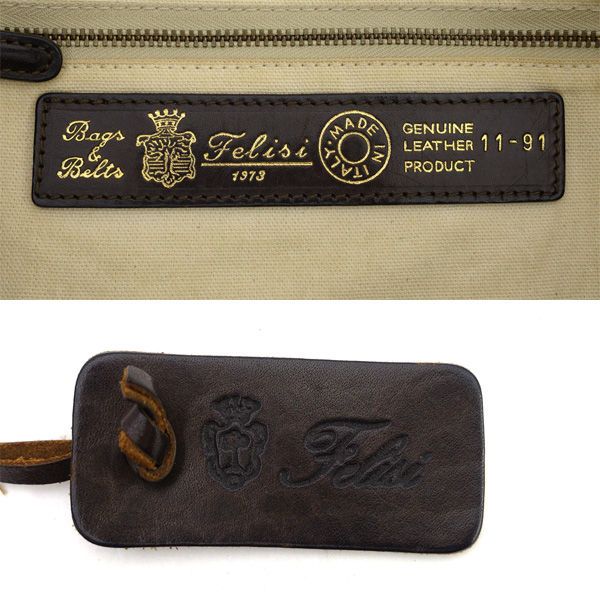 Bags
&
Belts
Felisi
1973
MADE IN
ITALY
GENUINE
LEATHER
PRODUCT
11-91
Felisi